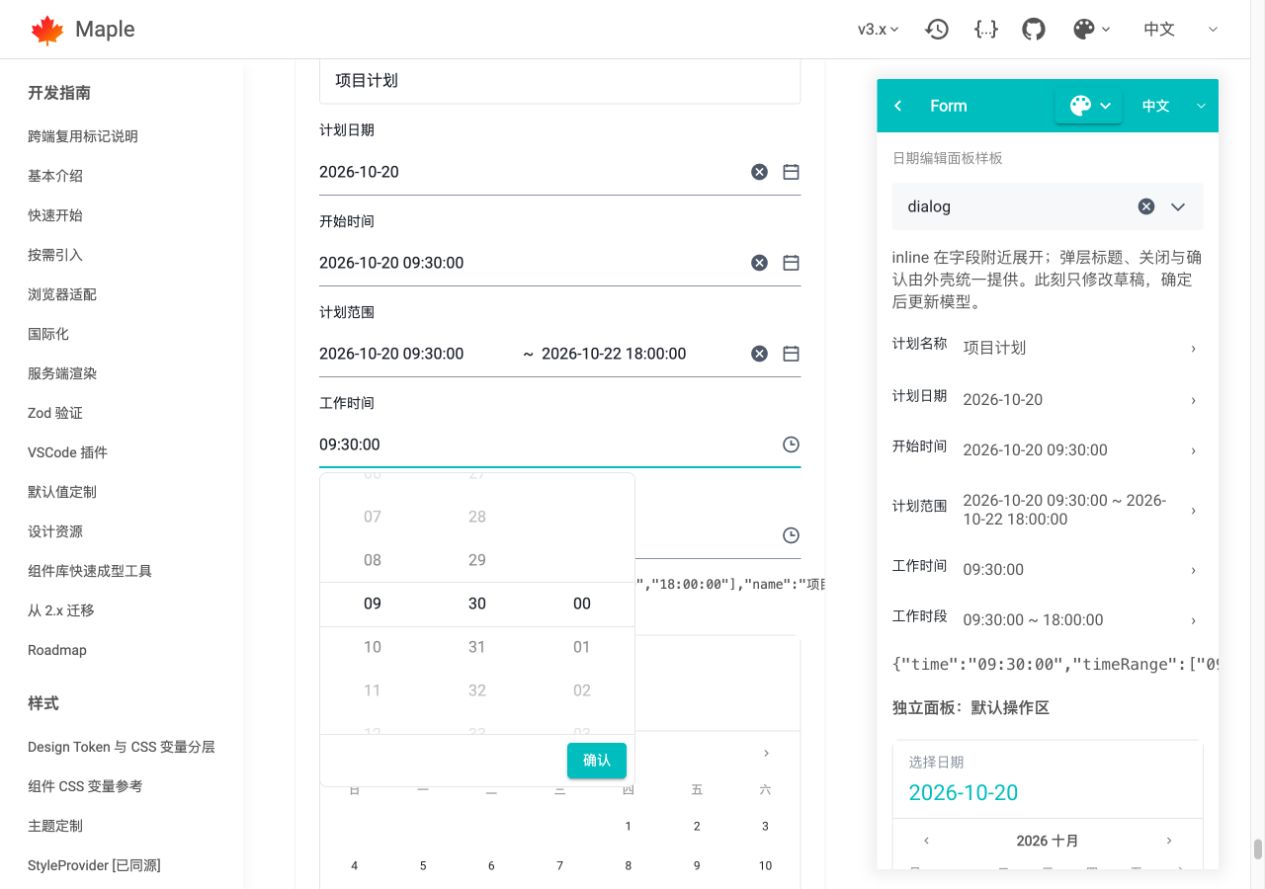 Maple
v3.x
{..}
中文
开发指南
跨端复用标记说明
基本介绍
快速开始
按需引入
浏览器适配
国际化
服务端渲染
Zod 验证
VSCode 插件
默认值定制
设计资源
组件库快速成型工具
从 2.x 迁移
Roadmap
样式
Design Token 与 CSS 变量分层
组件 CSS 变量参考
主题定制
StyleProvider [已同源]
项目计划
计划日期
2026-10-20
开始时间
2026-10-20 09:30:00
计划范围
2026-10-20 09:30:00 ~ 2026-10-22 18:00:00
工作时间
09:30:00
06 27
07 28
08 29
09 30 00
10 31 01
11 32 02
12 33 03
确认
","18:00:00"],"name":"项目
日 一 二 三 四 五 六
1 2 3
4 5 6 7 8 9 10
Form
中文
日期编辑面板样板
dialog
inline 在字段附近展开；弹层标题、关闭与确
认由外壳统一提供。此刻只修改草稿，确定
后更新模型。
计划名称 项目计划
计划日期 2026-10-20
开始时间 2026-10-20 09:30:00
计划范围 2026-10-20 09:30:00 ~ 2026-
10-22 18:00:00
工作时间 09:30:00
工作时段 09:30:00 ~ 18:00:00
{"time":"09:30:00","timeRange":["09
独立面板：默认操作区
选择日期
2026-10-20
2026 十月